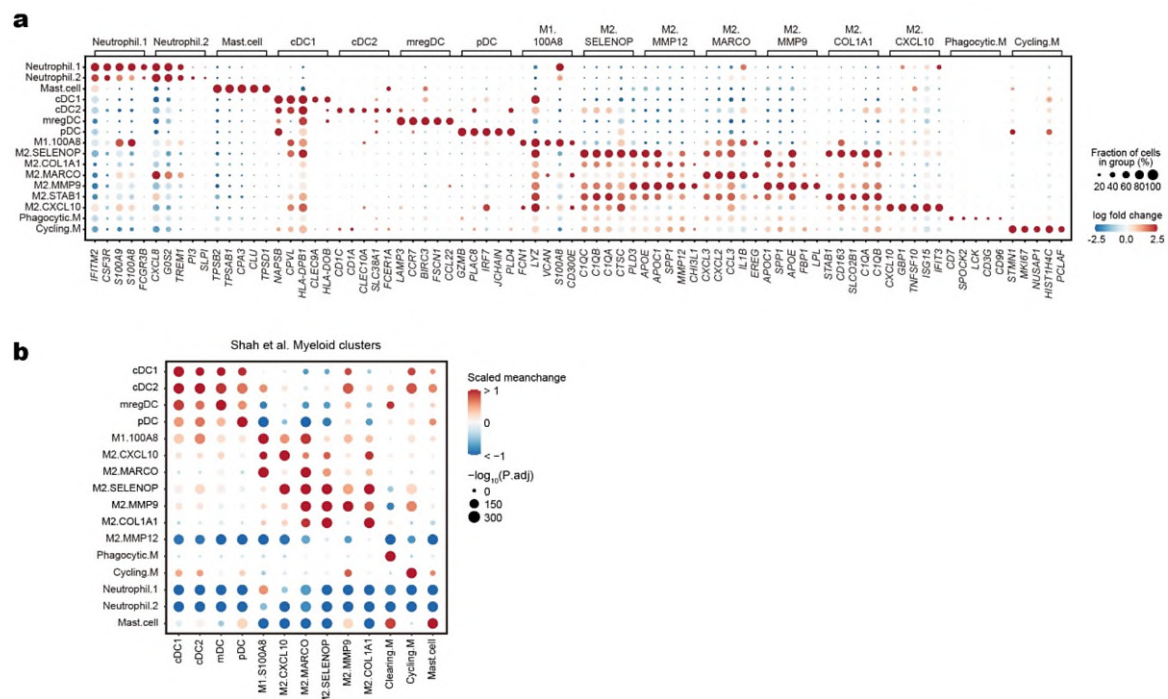 a
Neutrophil.1 Neutrophil.2 Mast.cell cDC1 cDC2 mregDC pDC M1. 100A8 M2. SELENOP M2. MMP12 M2. MARCO M2. MMP9 M2. COL1A1 M2. CXCL10 Phagocytic.M Cycling.M
Neutrophil.1
Neutrophil.2
Mast.cell
cDC1
cDC2
mregDC
pDC
M1.100A8
M2.SELENOP
M2.COL1A1
M2.MARCO
M2.MMP9
M2.STAB1
M2.CXCL10
Phagocytic.M
Cycling.M
IFITM2 CSF3R S100A9 S100A8 FCGR3B CXCL8 G0S2 TREM1 PI3 SLPI TPSB2 TPSAB1 CPA3 CLU TPSD1 NAPSB CPVL HLA-DPB1 CLEC9A HLA-DOB CD1C CD1A CLEC10A SLC38A1 FCER1A LAMP3 CCR7 BIRC3 FSCN1 CCL22 GZMB PLAC8 IRF7 JCHAIN PLD4 FCN1 LYZ VCAN S100A8 CD300E C1QC C1QB C1QA CTSC PLD3 APOE APOC1 SPP1 MMP12 CHI3L1 CXCL3 CXCL2 CCL3 IL1B EREG APOC1 SPP1 APOE FBP1 LPL STAB1 CD163 SLCO2B1 C1QA C1QB CXCL10 GBP1 TNFSF10 ISG15 IFIT3 CD7 SPOCK2 LCK CD3G CD96 STMN1 MKI67 NUSAP1 HIST1H4C PCLAF
Fraction of cells
in group (%)
20 40 60 80 100
log fold change
-2.5 0.0 2.5
b
Shah et al. Myeloid clusters
cDC1
cDC2
mregDC
pDC
M1.100A8
M2.CXCL10
M2.MARCO
M2.SELENOP
M2.MMP9
M2.COL1A1
M2.MMP12
Phagocytic.M
Cycling.M
Neutrophil.1
Neutrophil.2
Mast.cell
cDC1 cDC2 mDC pDC M1.S100A8 M2.CXCL10 M2.MARCO M2.SELENOP M2.MMP9 M2.COL1A1 Clearing.M Cycling.M Mast.cell
Scaled meanchange
> 1
0
< −1
−log10(P.adj)
0
150
300